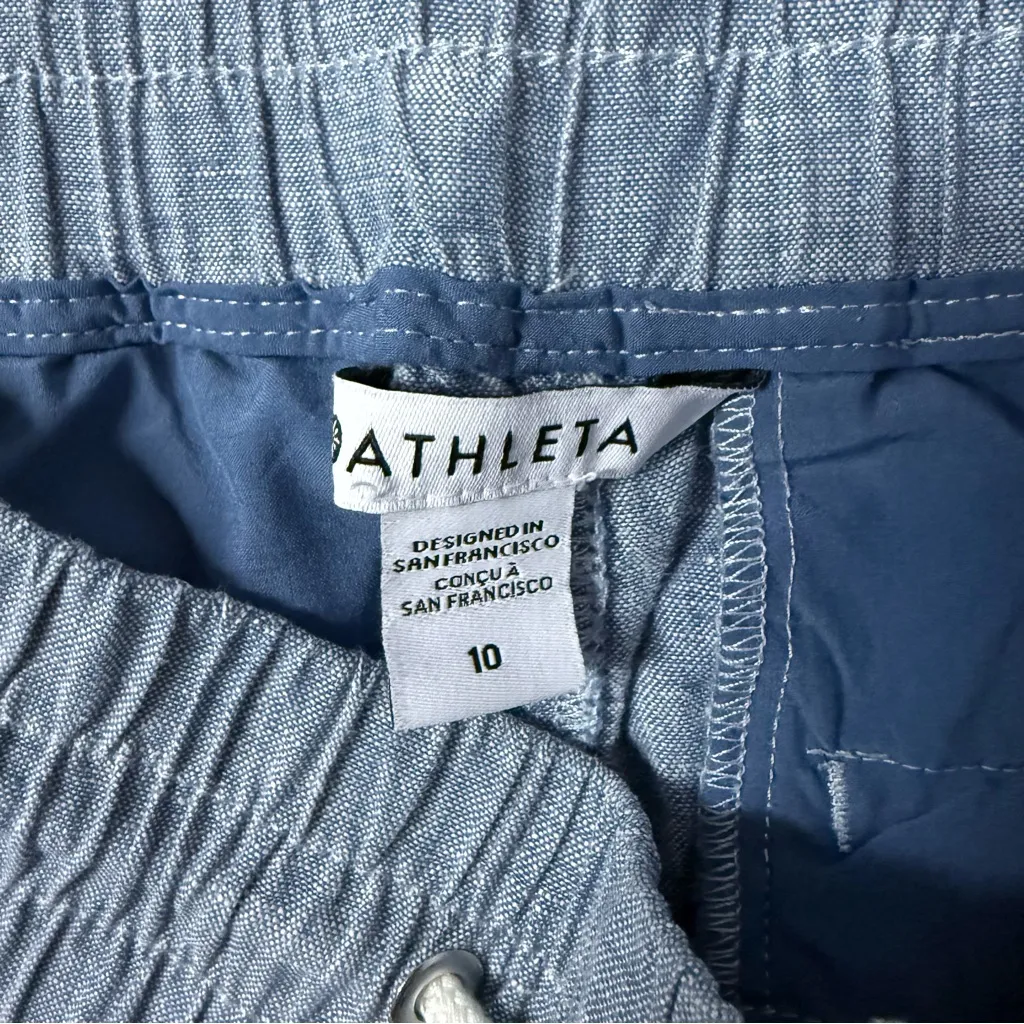 ATHLETA
DESIGNED IN
SAN FRANCISCO
CONÇU À
SAN FRANCISCO
10